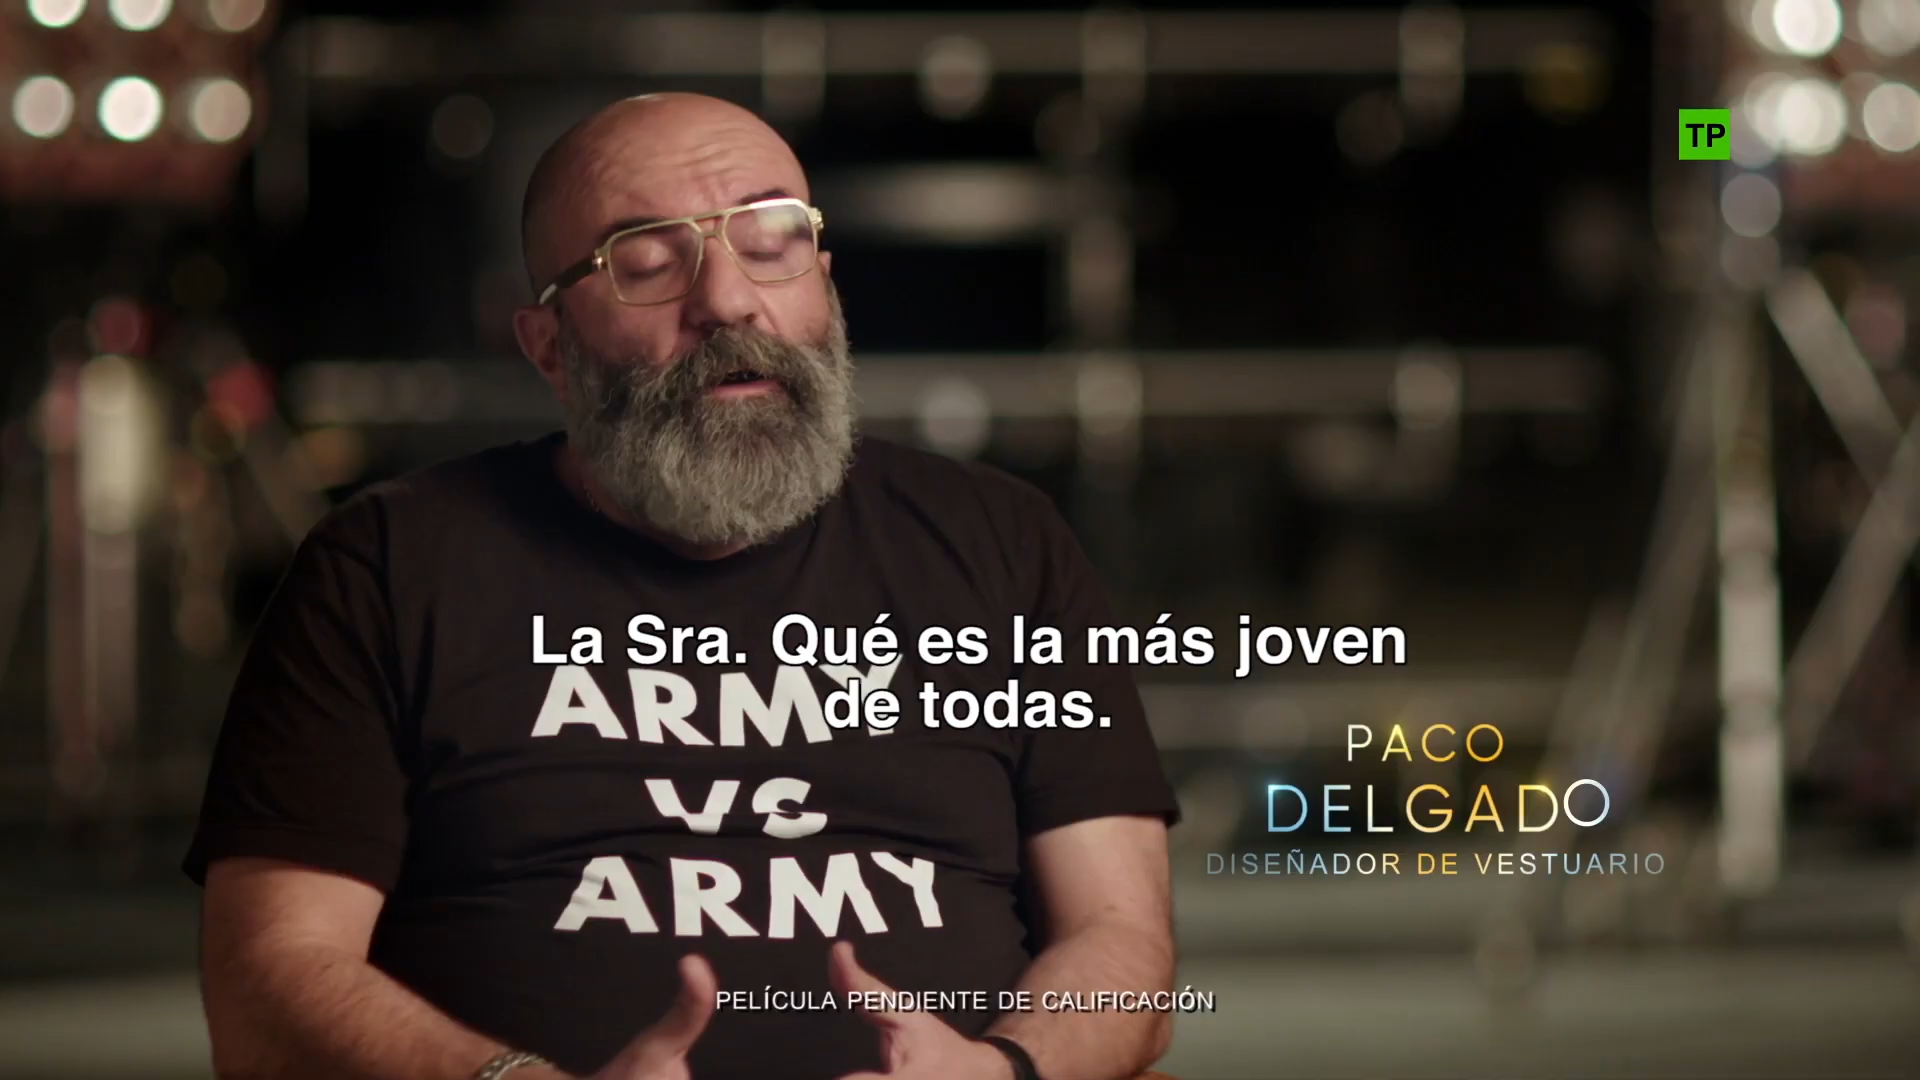 TP
La Sra. Qué es la más joven
de todas.
ARMY
VS
ARMY
PACO
DELGADO
DISEÑADOR DE VESTUARIO
PELÍCULA PENDIENTE DE CALIFICACIÓN